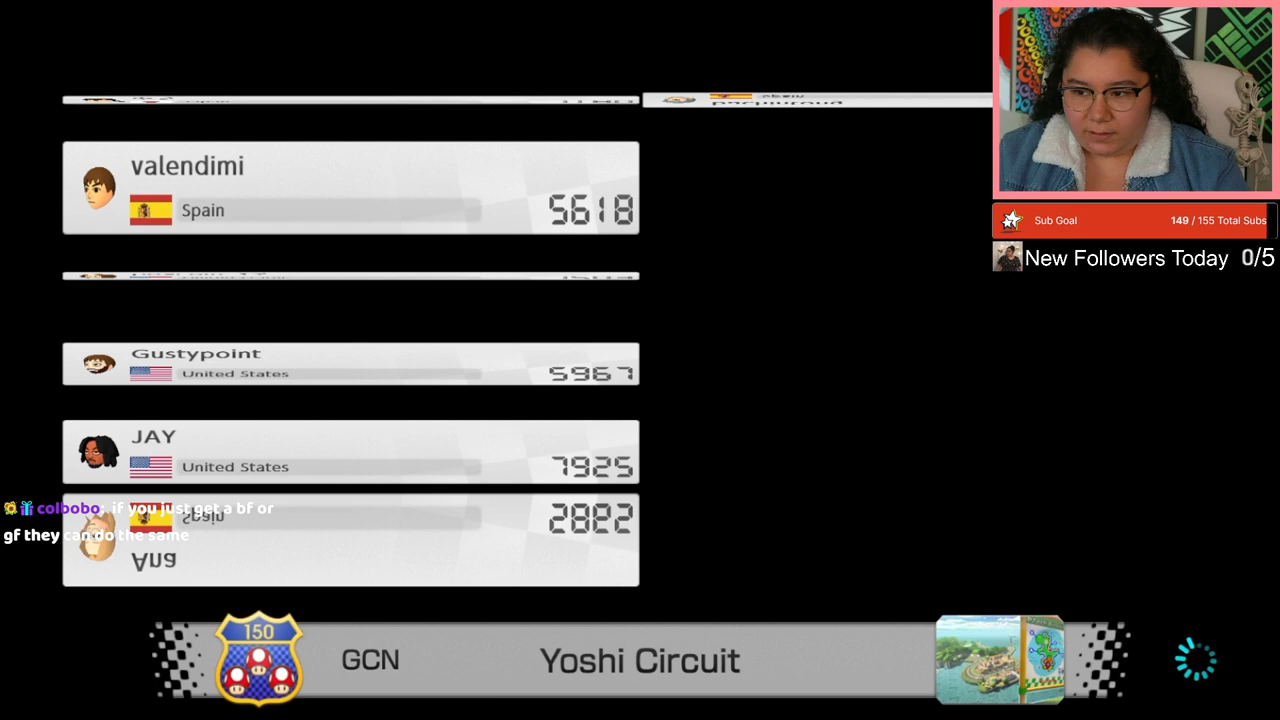 valendimi
Spain
5618
Gustypoint
United States
5967
JAY
United States
7925
colbobo: if you just get a bf or
gf they can do the same
Spain
Ana
150
GCN
Yoshi Circuit
Sub Goal
149 / 155 Total Subs
New Followers Today 0/5